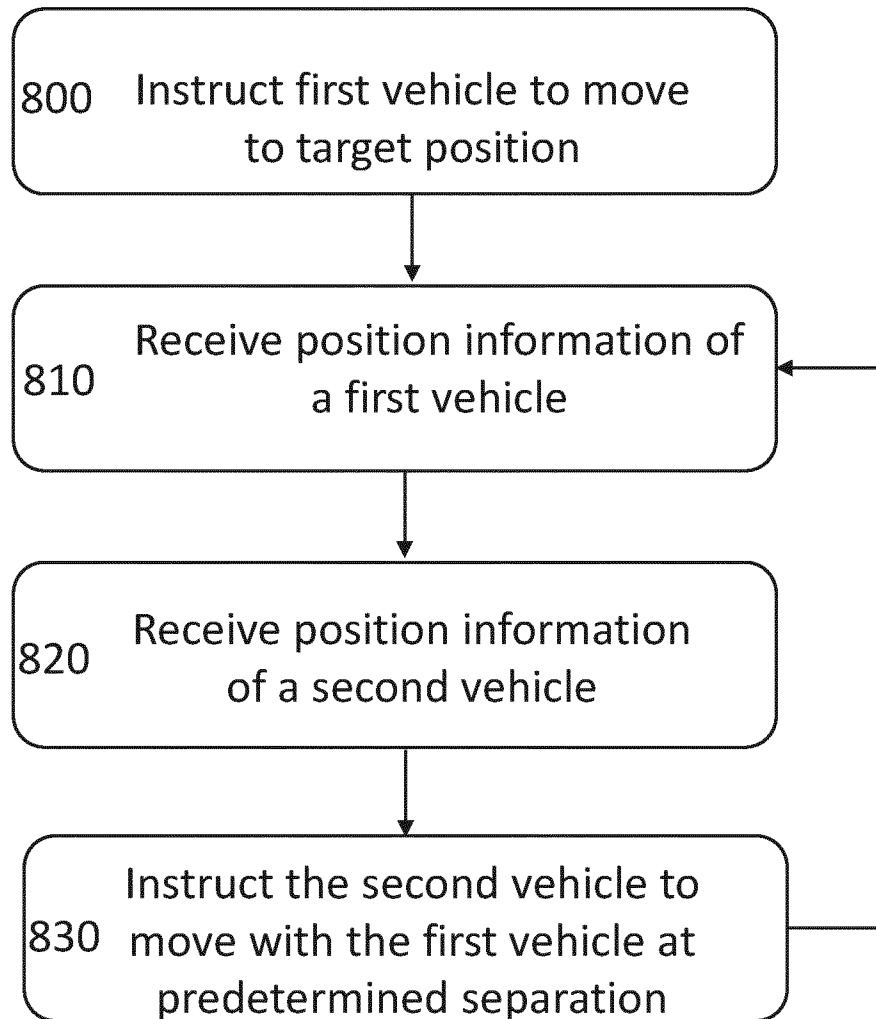 800 Instruct first vehicle to move
to target position
810 Receive position information of
a first vehicle
820 Receive position information
of a second vehicle
Instruct the second vehicle to
830 move with the first vehicle at
predetermined separation